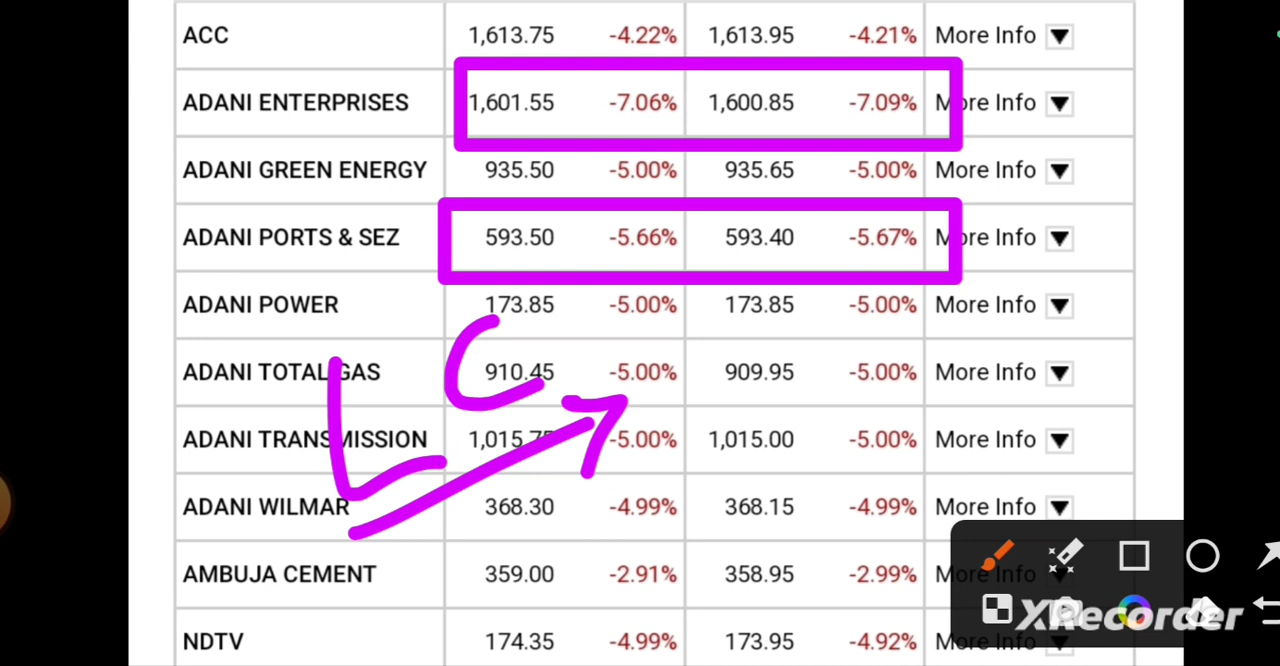 ACC 1,613.75 -4.22% 1,613.95 -4.21% More Info
ADANI ENTERPRISES 1,601.55 -7.06% 1,600.85 -7.09% More Info
ADANI GREEN ENERGY 935.50 -5.00% 935.65 -5.00% More Info
ADANI PORTS & SEZ 593.50 -5.66% 593.40 -5.67% More Info
ADANI POWER 173.85 -5.00% 173.85 -5.00% More Info
ADANI TOTAL GAS 910.45 -5.00% 909.95 -5.00% More Info
ADANI TRANSMISSION 1,015.75 -5.00% 1,015.00 -5.00% More Info
ADANI WILMAR 368.30 -4.99% 368.15 -4.99% More Info
AMBUJA CEMENT 359.00 -2.91% 358.95 -2.99% More Info
NDTV 174.35 -4.99% 173.95 -4.92% More Info
LC
XRecorder